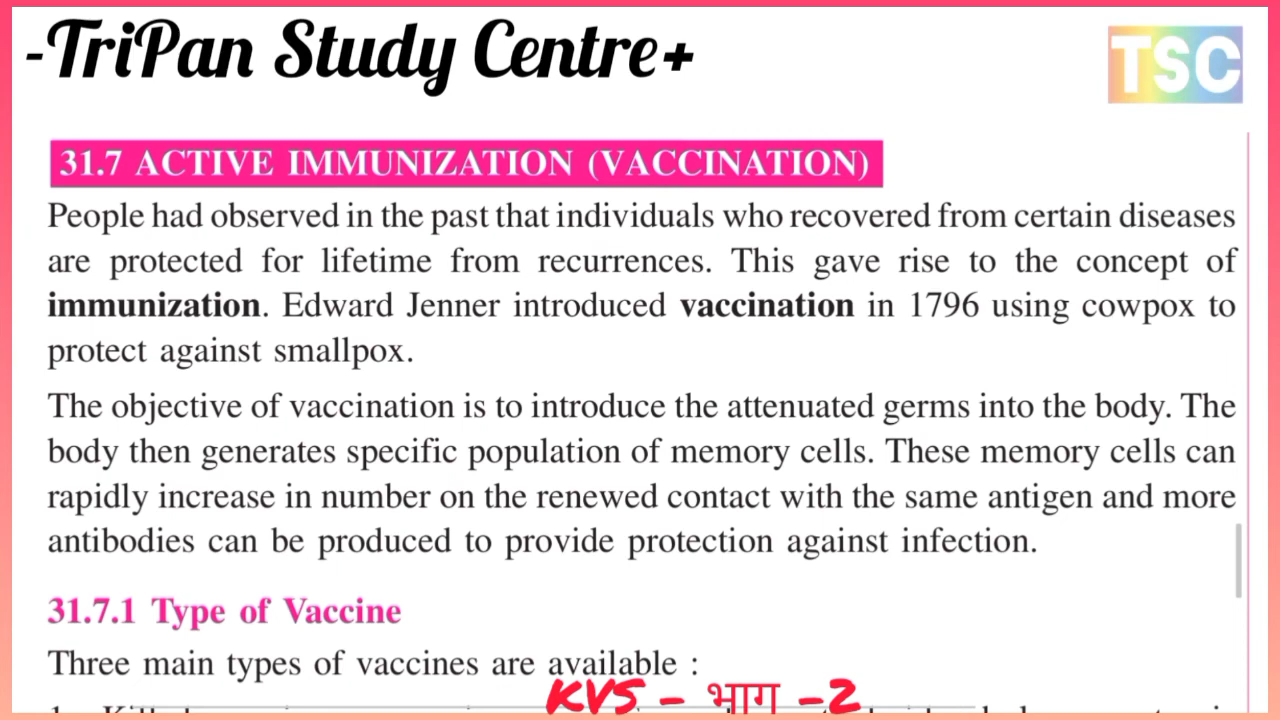 -TriPan Study Centre+
TSC
31.7 ACTIVE IMMUNIZATION (VACCINATION)
People had observed in the past that individuals who recovered from certain diseases
are protected for lifetime from recurrences. This gave rise to the concept of
immunization. Edward Jenner introduced vaccination in 1796 using cowpox to
protect against smallpox.
The objective of vaccination is to introduce the attenuated germs into the body. The
body then generates specific population of memory cells. These memory cells can
rapidly increase in number on the renewed contact with the same antigen and more
antibodies can be produced to provide protection against infection.
31.7.1 Type of Vaccine
Three main types of vaccines are available :
KVS - भाग -2